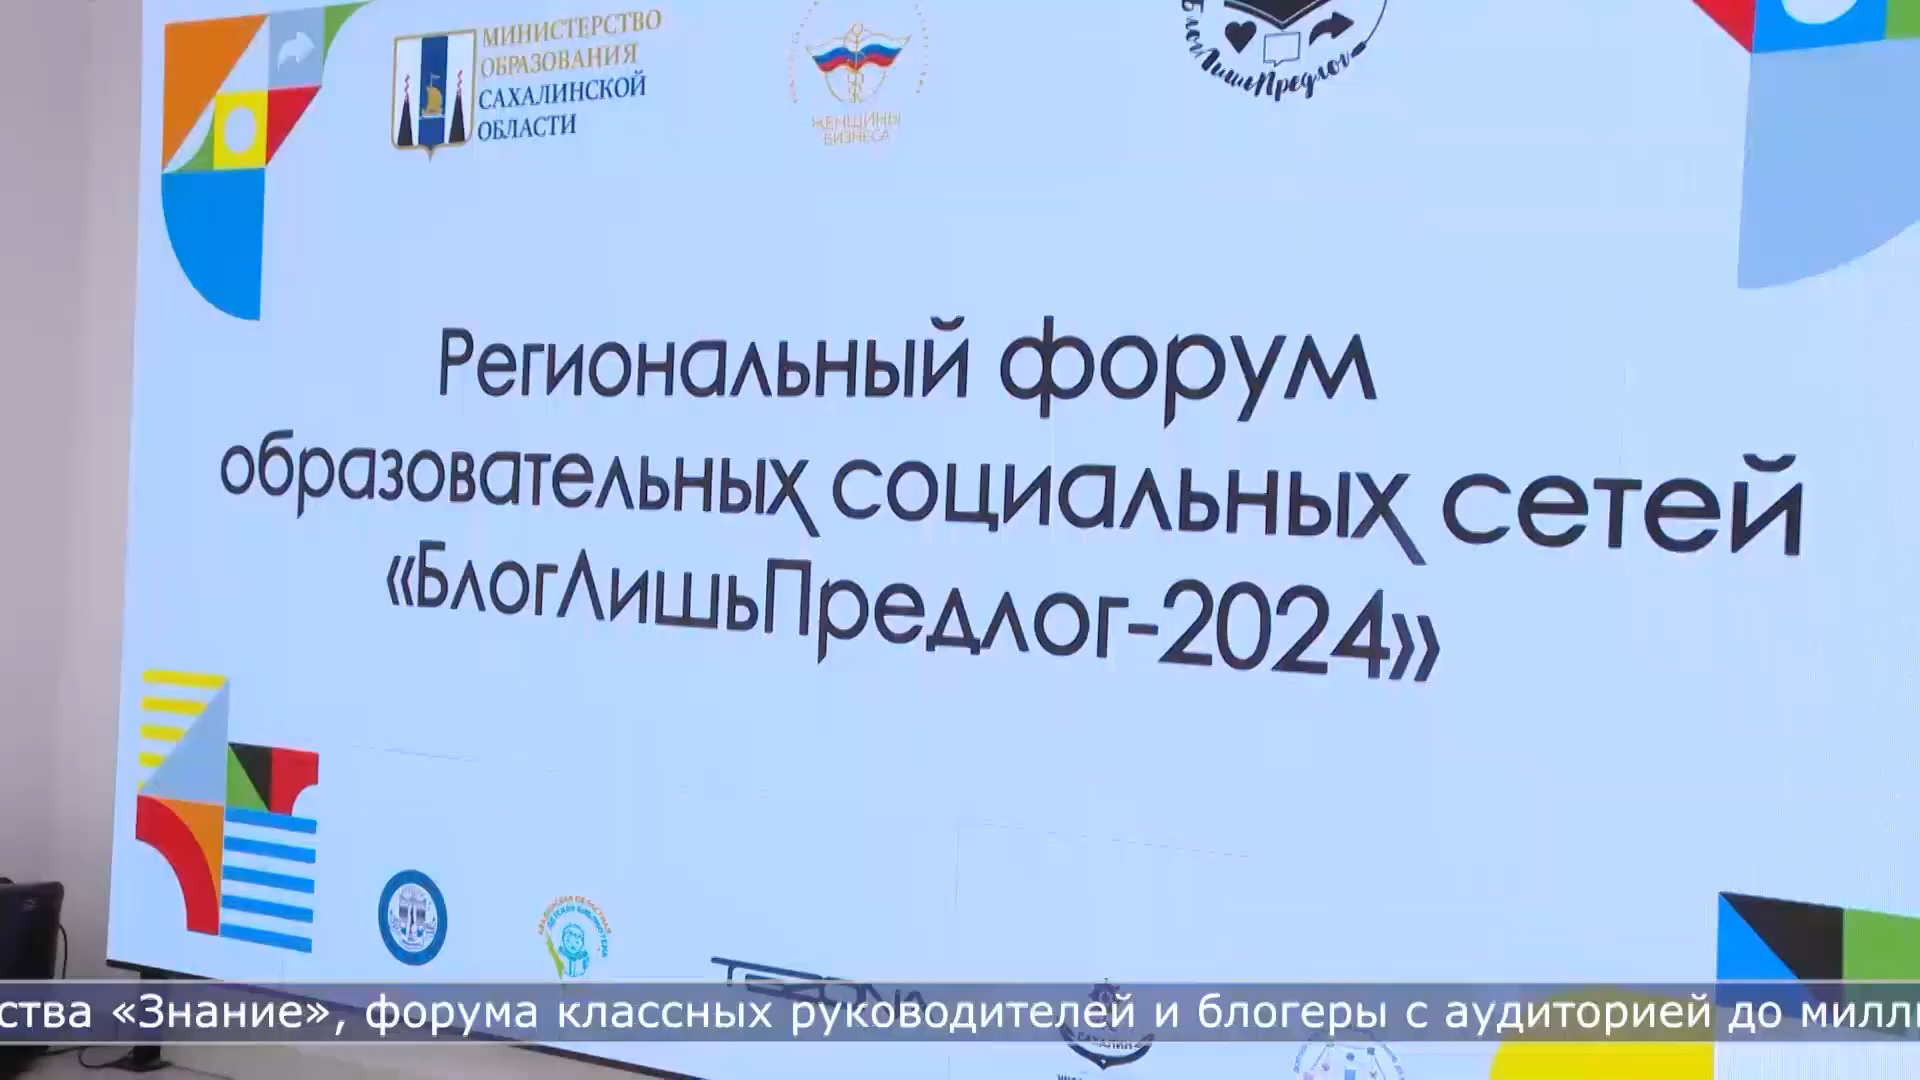 МИНИСТЕРСТВО
ОБРАЗОВАНИЯ
САХАЛИНСКОЙ
ОБЛАСТИ
ЖЕНЩИНЫ
БИЗНЕСА
БлогЛишьПредлог
Региональный форум
образовательных социальных сетей
«БлогЛишьПредлог-2024»
ства «Знание», форума классных руководителей и блогеры с аудиторией до милли